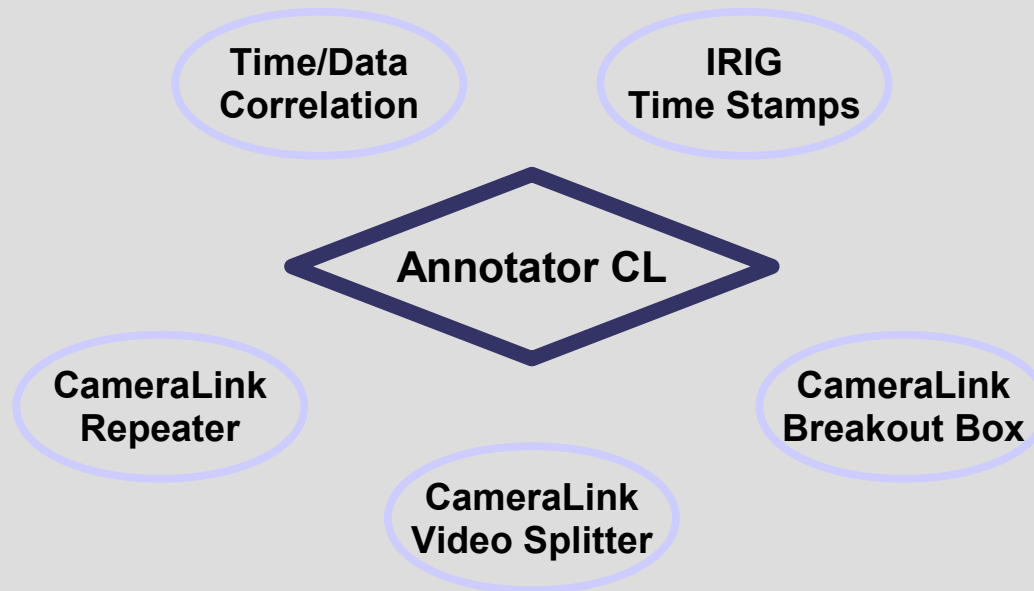 Time/Data
Correlation
IRIG
Time Stamps
Annotator CL
CameraLink
Repeater
CameraLink
Breakout Box
CameraLink
Video Splitter